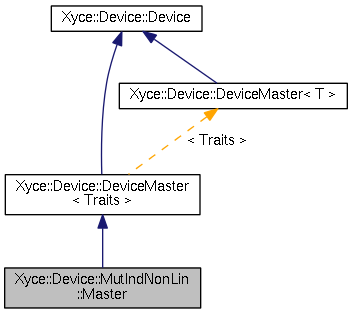 Xyce::Device::Device
Xyce::Device::DeviceMaster< T >
< Traits >
Xyce::Device::DeviceMaster
< Traits >
Xyce::Device::MutIndNonLin
::Master